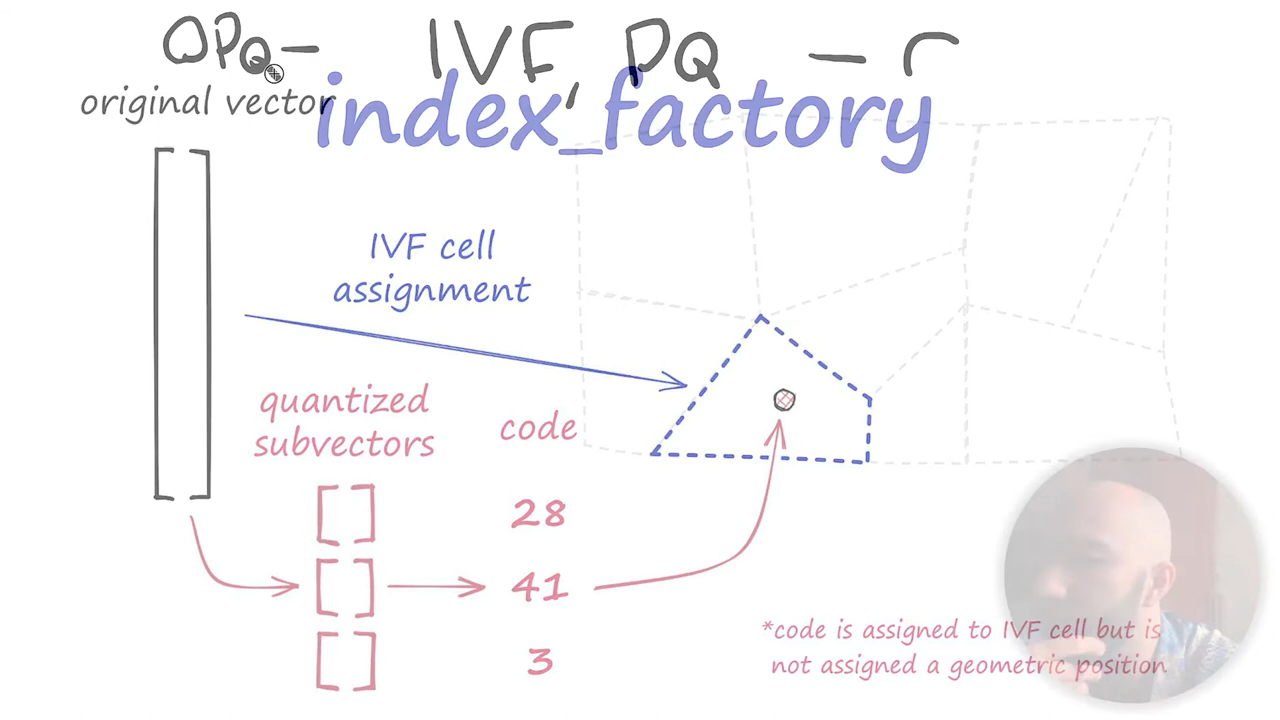 OPQ- IVF, PQ - r
original vector
index_factory
IVF cell
assignment
quantized
subvectors
code
28
41
3
*code is assigned to IVF cell but is
not assigned a geometric position